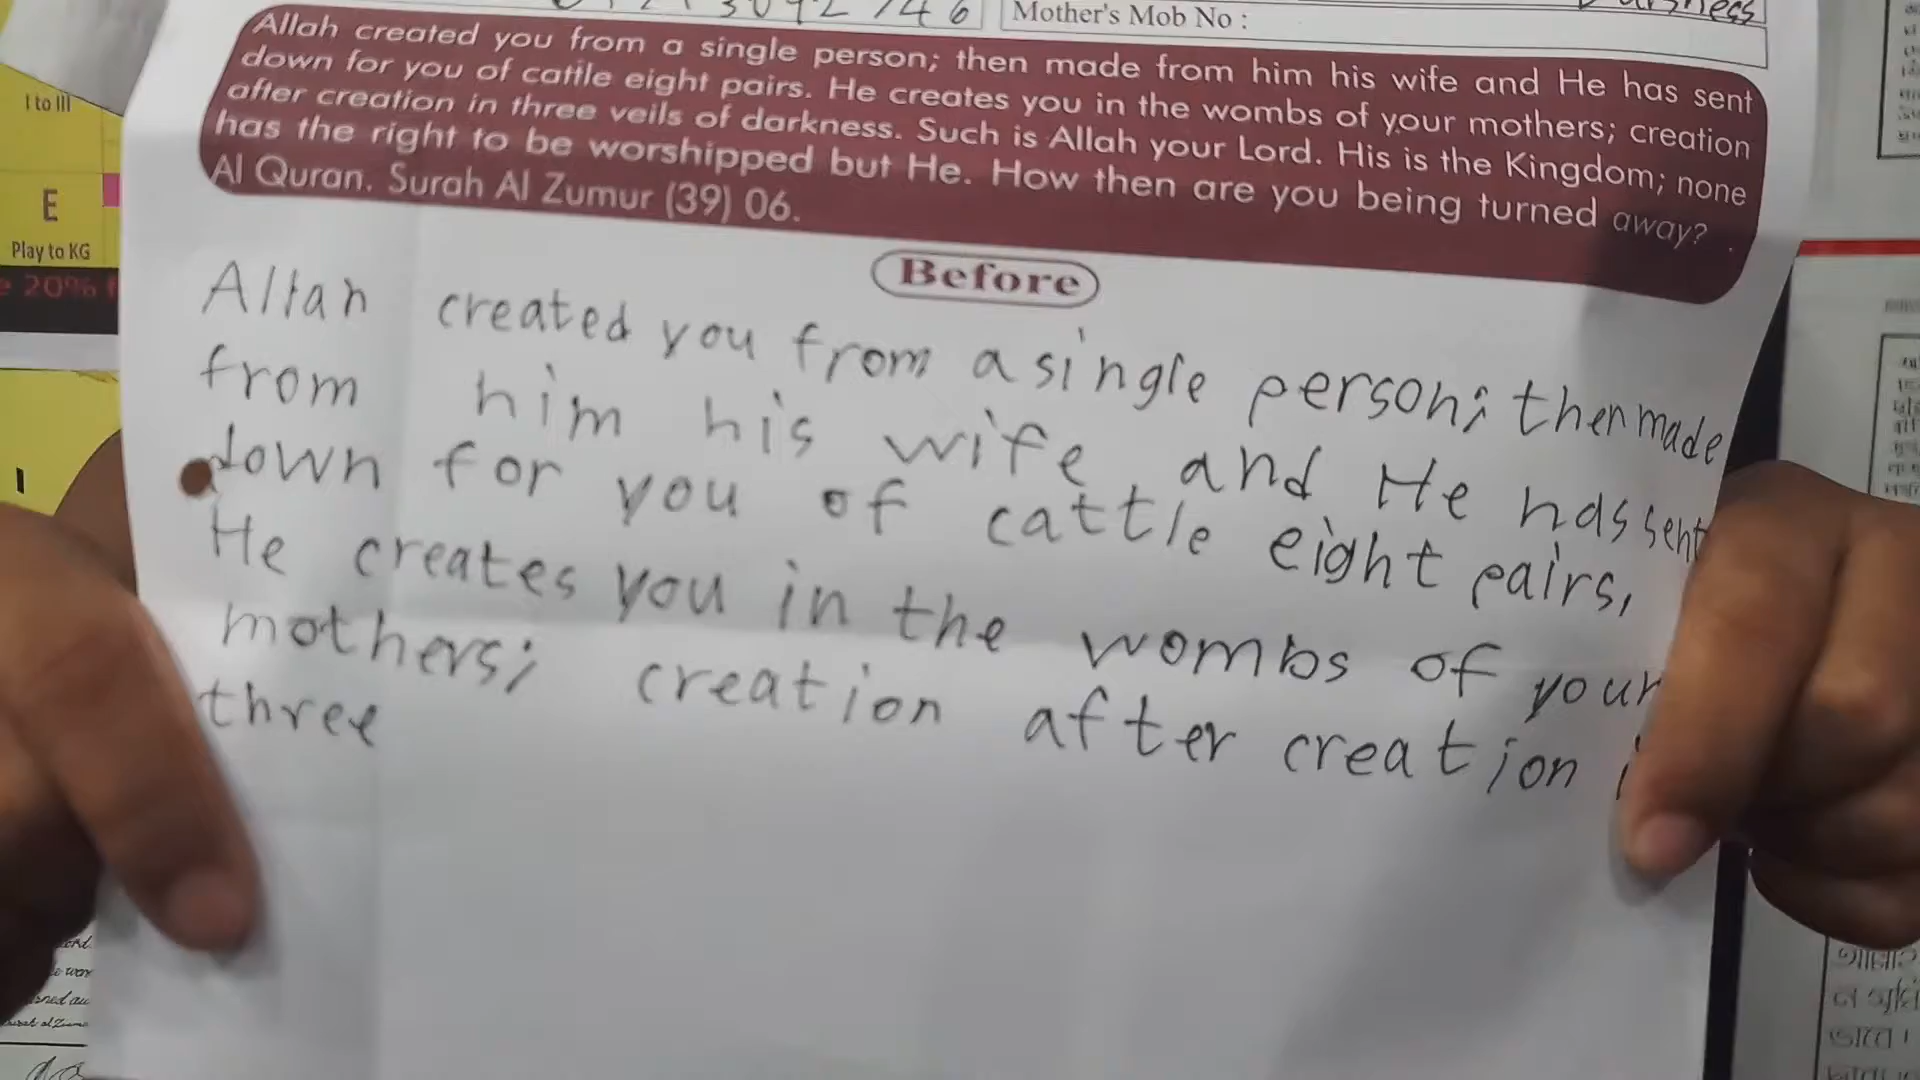 Mother's Mob No :
Allah created you from a single person; then made from him his wife and He has sent
down for you of cattle eight pairs. He creates you in the wombs of your mothers; creation
after creation in three veils of darkness. Such is Allah your Lord. His is the Kingdom; none
has the right to be worshipped but He. How then are you being turned away?
Al Quran. Surah Al Zumur (39) 06.
Before
Allah created you from a single person; then made
from him his wife and He has sent
down for you of cattle eight pairs,
He creates you in the wombs of your
mothers; creation after creation
three
I to III
E
Play to KG
20%